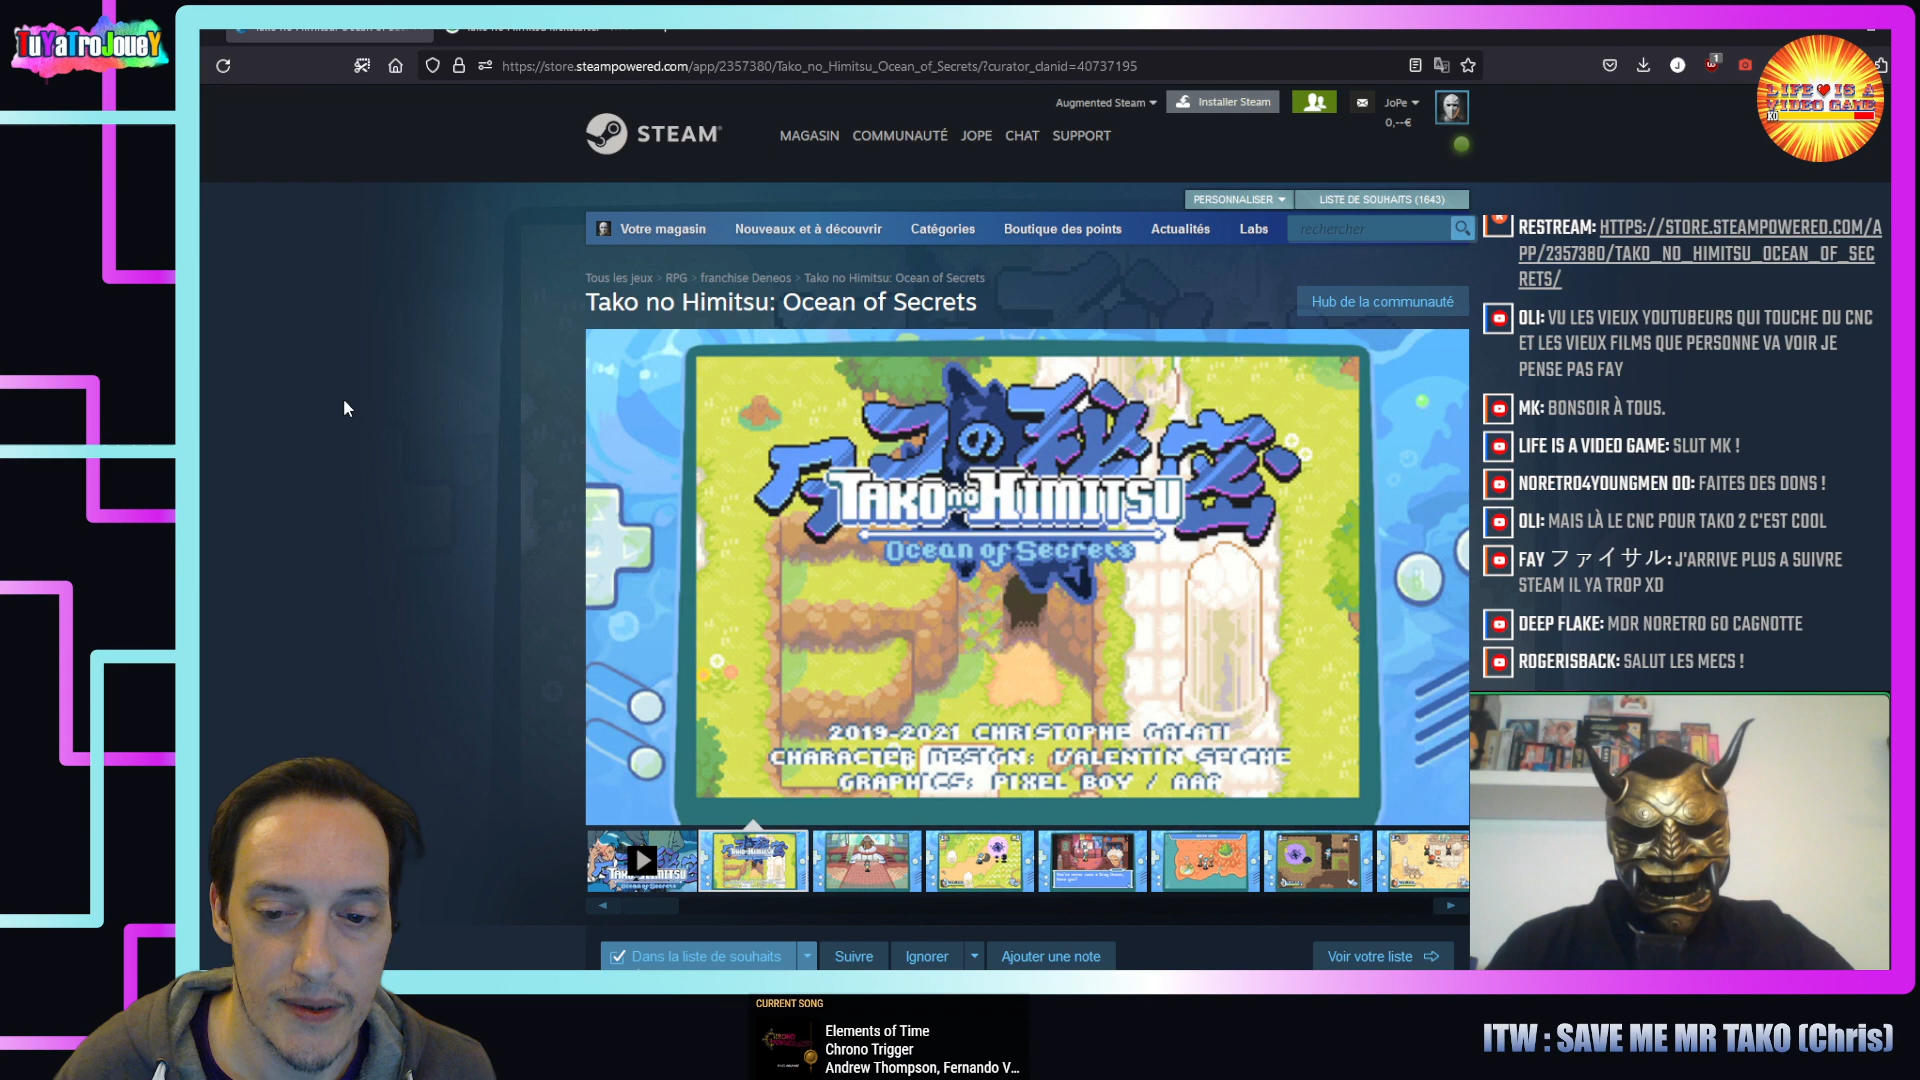 TuYaTroJoueY
https://store.steampowered.com/app/2357380/Tako_no_Himitsu_Ocean_of_Secrets/?curator_clanid=40737195
1
LIFE IS A
VIDEO GAME
KO
Augmented Steam
Installer Steam
JoPe
0,--€
STEAM
MAGASIN COMMUNAUTÉ JOPE CHAT SUPPORT
PERSONNALISER
LISTE DE SOUHAITS (1643)
Votre magasin Nouveaux et à découvrir Catégories Boutique des points Actualités Labs rechercher
Tous les jeux > RPG > franchise Deneos > Tako no Himitsu: Ocean of Secrets
Tako no Himitsu: Ocean of Secrets
Hub de la communauté
タコの秘密
TAKO no HIMITSU
Ocean of Secrets
2019-2021 CHRISTOPHE GALATI
CHARACTER DESIGN: VALENTIN SEICHE
GRAPHICS: PIXEL BOY / AAA
Dans la liste de souhaits
Suivre
Ignorer
Ajouter une note
Voir votre liste
RESTREAM: HTTPS://STORE.STEAMPOWERED.COM/A
PP/2357380/TAKO_NO_HIMITSU_OCEAN_OF_SEC
RETS/
OLI: VU LES VIEUX YOUTUBEURS QUI TOUCHE DU CNC
ET LES VIEUX FILMS QUE PERSONNE VA VOIR JE
PENSE PAS FAY
MK: BONSOIR À TOUS.
LIFE IS A VIDEO GAME: SLUT MK !
NORETRO4YOUNGMEN OO: FAITES DES DONS !
OLI: MAIS LÀ LE CNC POUR TAKO 2 C'EST COOL
FAY ファイサル: J'ARRIVE PLUS A SUIVRE
STEAM IL YA TROP XD
DEEP FLAKE: MDR NORETRO GO CAGNOTTE
ROGERISBACK: SALUT LES MECS !
CURRENT SONG
Elements of Time
Chrono Trigger
Andrew Thompson, Fernando V...
ITW : SAVE ME MR TAKO (Chris)